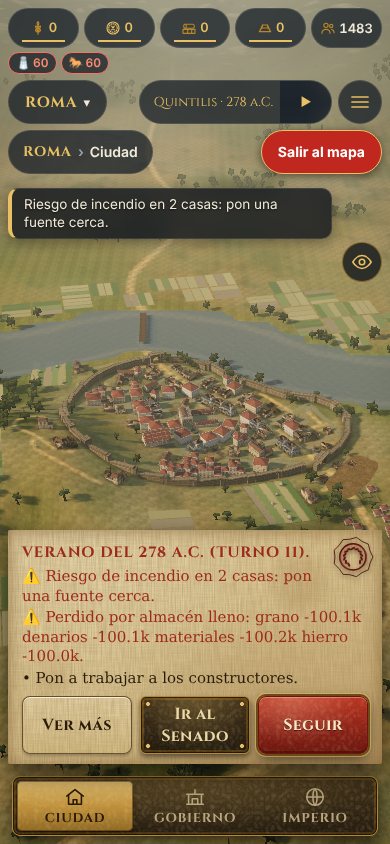 0
0
0
0
1483
60
60
ROMA ▾
QUINTILIS · 278 A.C.
ROMA › Ciudad
Salir al mapa
Riesgo de incendio en 2 casas: pon una
fuente cerca.
VERANO DEL 278 A.C. (TURNO 11).
⚠️ Riesgo de incendio en 2 casas: pon
una fuente cerca.
⚠️ Perdido por almacén lleno: grano -100.1k
denarios -100.1k materiales -100.2k hierro
-100.0k.
• Pon a trabajar a los constructores.
VER MÁS
IR AL
SENADO
SEGUIR
CIUDAD
GOBIERNO
IMPERIO